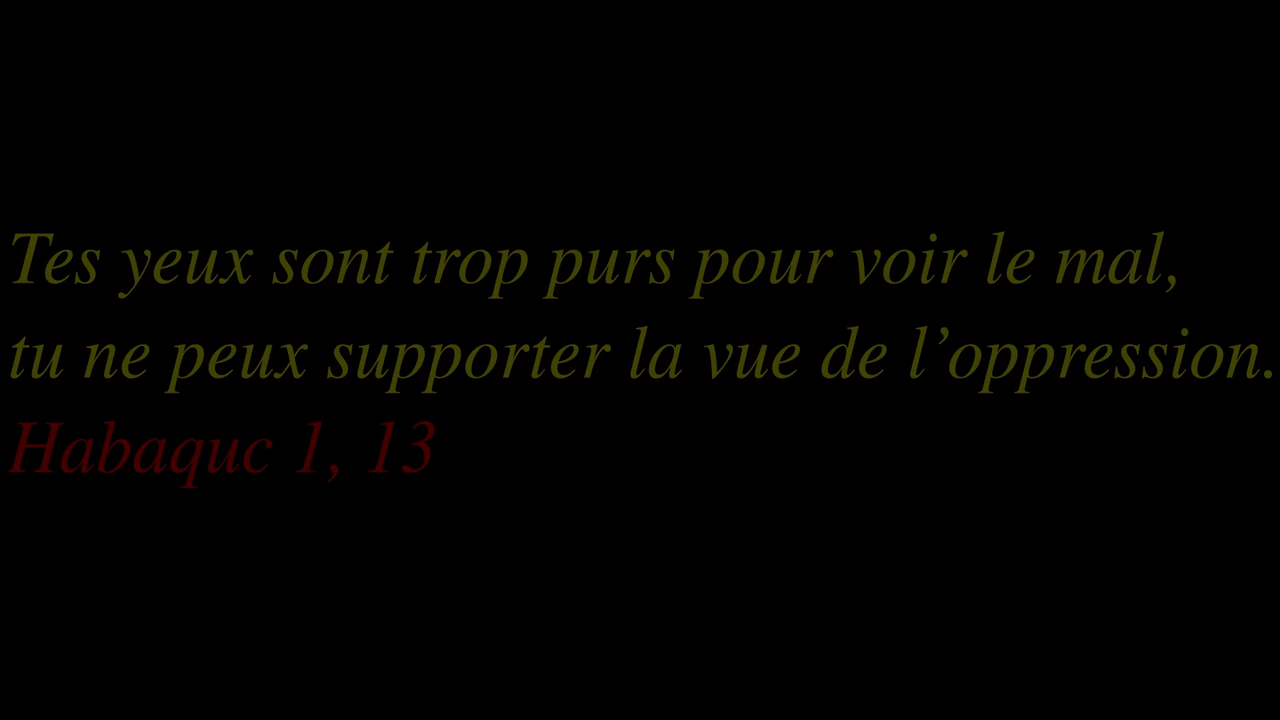 Tes yeux sont trop purs pour voir le mal,
tu ne peux supporter la vue de l’oppression.
Habaquc 1, 13